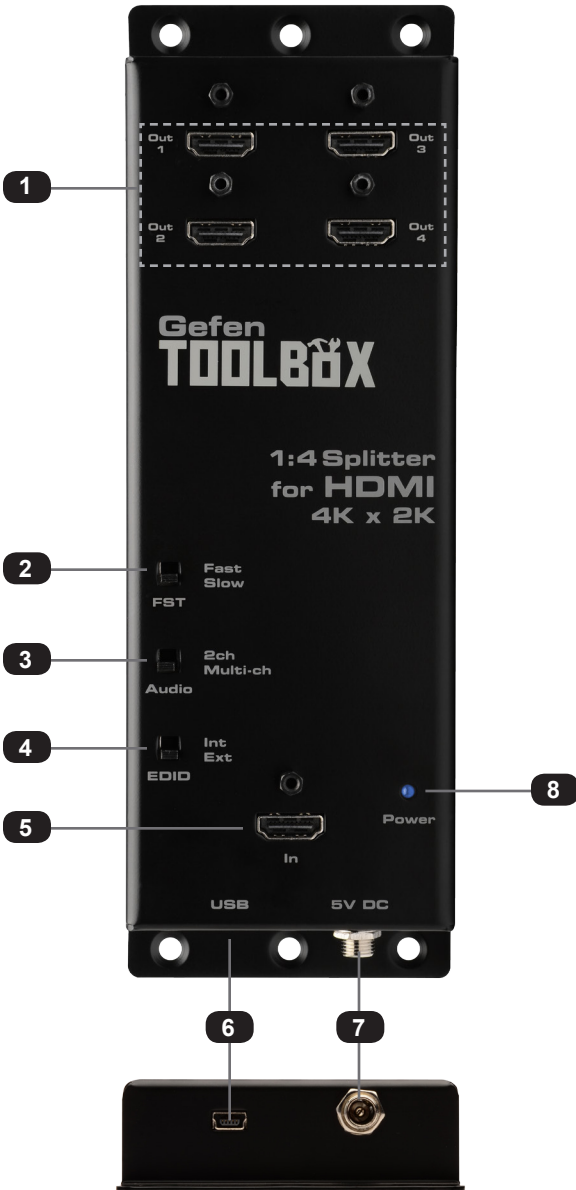 Out
1
Out
3
1
Out
2
Out
4
Gefen
TOOLBOX
1:4 Splitter
for HDMI
4K x 2K
2
Fast
Slow
FST
3
2ch
Multi-ch
Audio
4
Int
Ext
EDID
8
5
Power
In
USB
5V DC
6
7